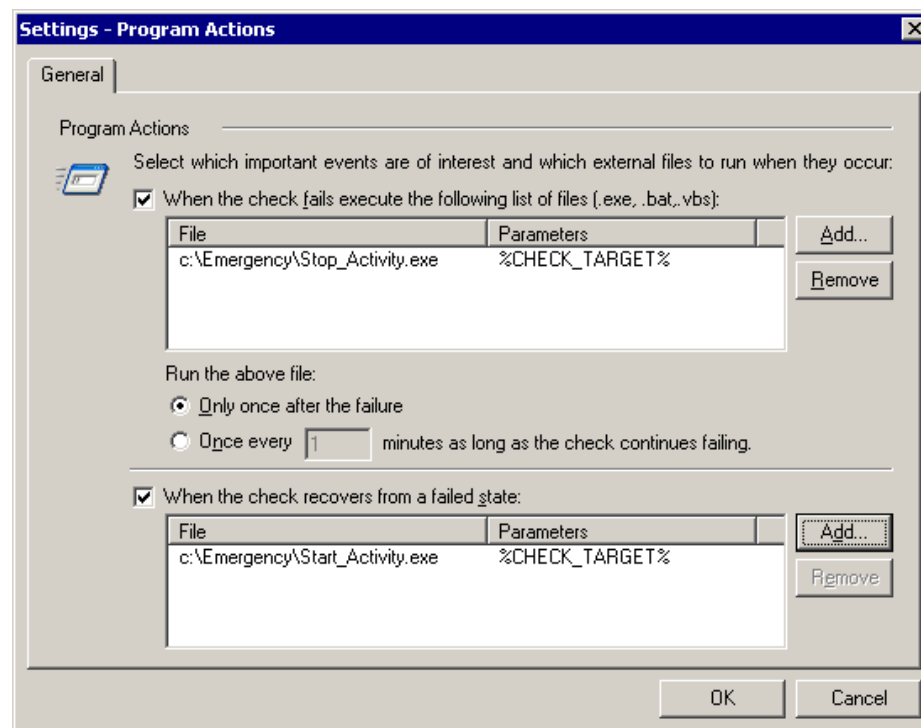 Settings - Program Actions
General
Program Actions
Select which important events are of interest and which external files to run when they occur:
When the check fails execute the following list of files (.exe, .bat,.vbs):
File Parameters Add...
c:\Emergency\Stop_Activity.exe %CHECK_TARGET%
Remove
Run the above file:
Only once after the failure
Once every 1 minutes as long as the check continues failing.
When the check recovers from a failed state:
File Parameters Add...
c:\Emergency\Start_Activity.exe %CHECK_TARGET%
Remove
OK Cancel